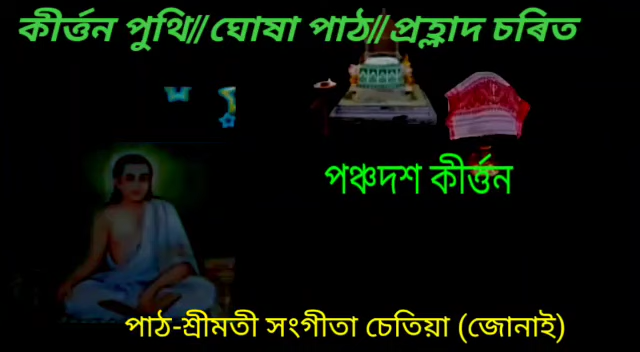 কীৰ্ত্তন পুথি//ঘোষা পাঠ//প্ৰহ্লাদ চৰিত
পঞ্চদশ কীৰ্ত্তন
পাঠ-শ্ৰীমতী সংগীতা চেতিয়া (জোনাই)